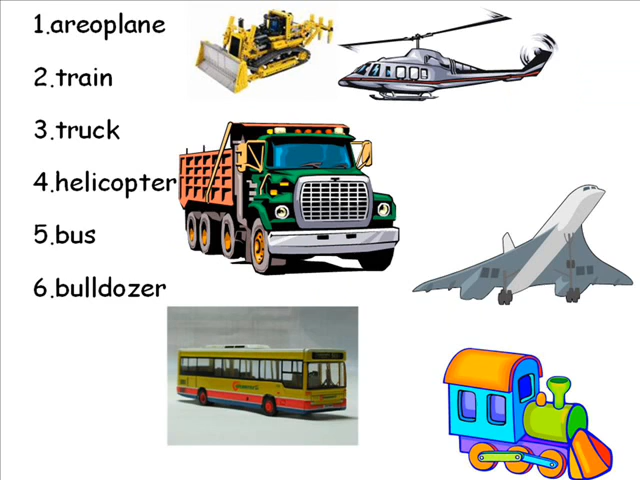 1.areoplane
2.train
3.truck
4.helicopter
5.bus
6.bulldozer